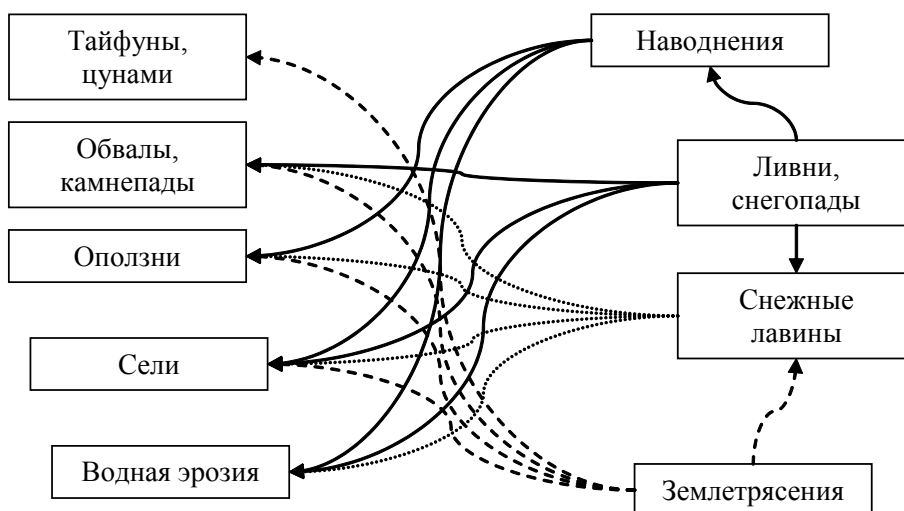 Тайфуны,
цунами
Обвалы,
камнепады
Оползни
Сели
Водная эрозия
Наводнения
Ливни,
снегопады
Снежные
лавины
Землетрясения